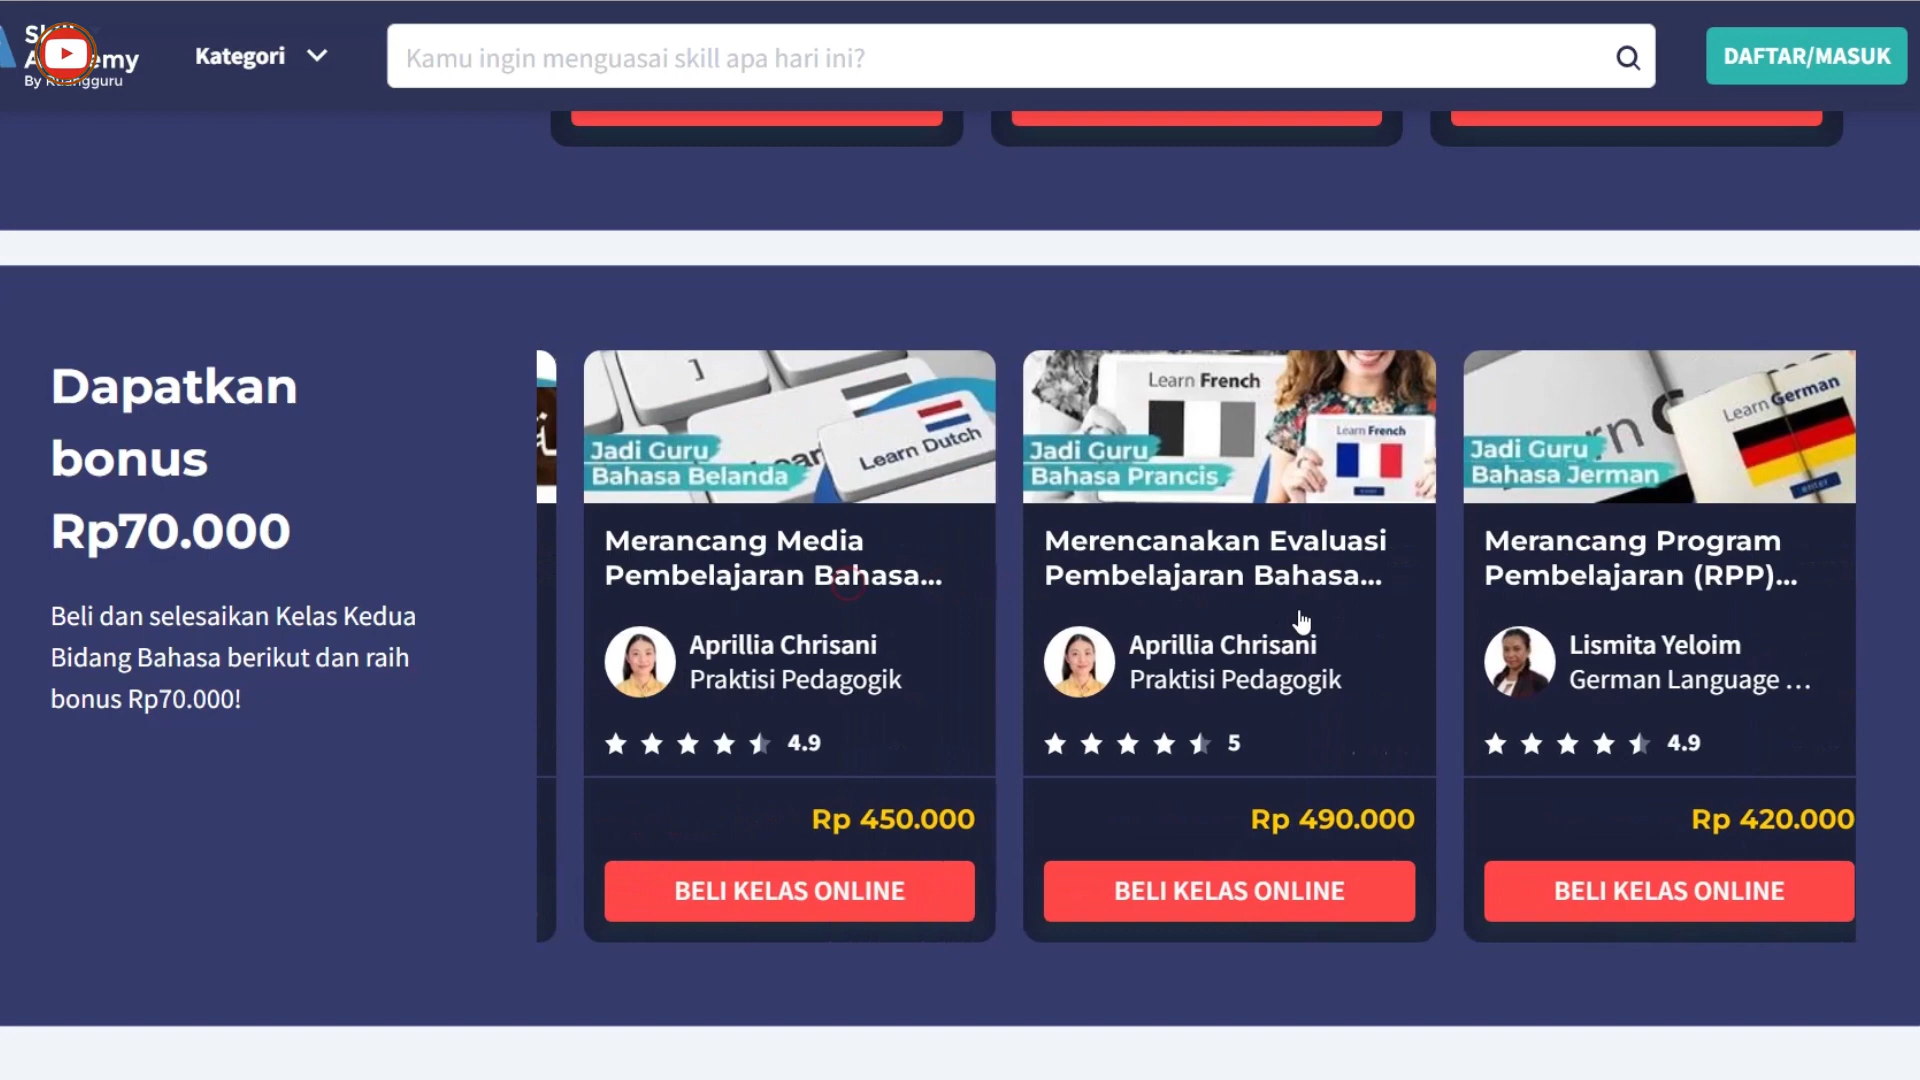 By Ruangguru
Kategori
Kamu ingin menguasai skill apa hari ini?
DAFTAR/MASUK
Dapatkan
bonus
Rp70.000
Beli dan selesaikan Kelas Kedua
Bidang Bahasa berikut dan raih
bonus Rp70.000!
Learn Dutch
Jadi Guru
Bahasa Belanda
Merancang Media
Pembelajaran Bahasa...
Aprillia Chrisani
Praktisi Pedagogik
4.9
Rp 450.000
BELI KELAS ONLINE
Learn French
Learn French
Jadi Guru
Bahasa Prancis
Merencanakan Evaluasi
Pembelajaran Bahasa...
Aprillia Chrisani
Praktisi Pedagogik
5
Rp 490.000
BELI KELAS ONLINE
Learn German
enter
Jadi Guru
Bahasa Jerman
Merancang Program
Pembelajaran (RPP)...
Lismita Yeloim
German Language ...
4.9
Rp 420.000
BELI KELAS ONLINE